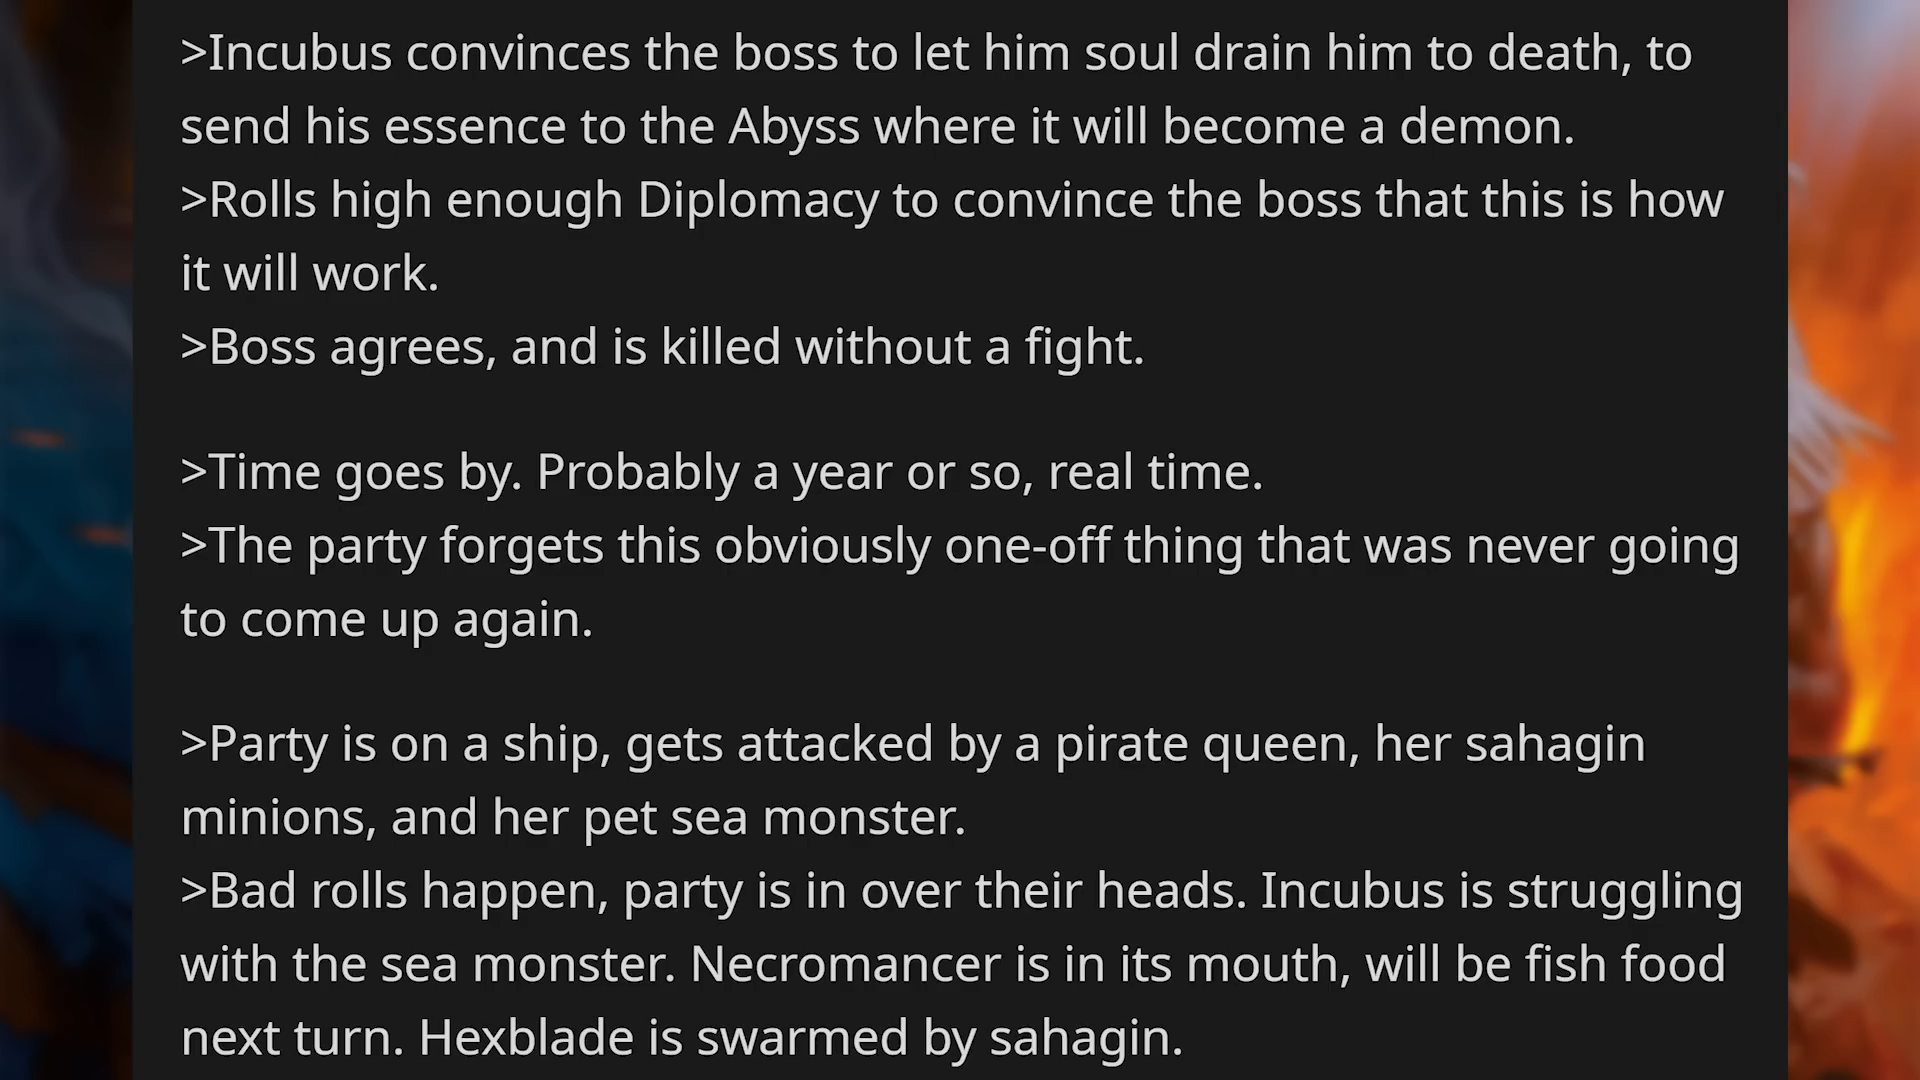 >Incubus convinces the boss to let him soul drain him to death, to
send his essence to the Abyss where it will become a demon.
>Rolls high enough Diplomacy to convince the boss that this is how
it will work.
>Boss agrees, and is killed without a fight.
>Time goes by. Probably a year or so, real time.
>The party forgets this obviously one-off thing that was never going
to come up again.
>Party is on a ship, gets attacked by a pirate queen, her sahagin
minions, and her pet sea monster.
>Bad rolls happen, party is in over their heads. Incubus is struggling
with the sea monster. Necromancer is in its mouth, will be fish food
next turn. Hexblade is swarmed by sahagin.